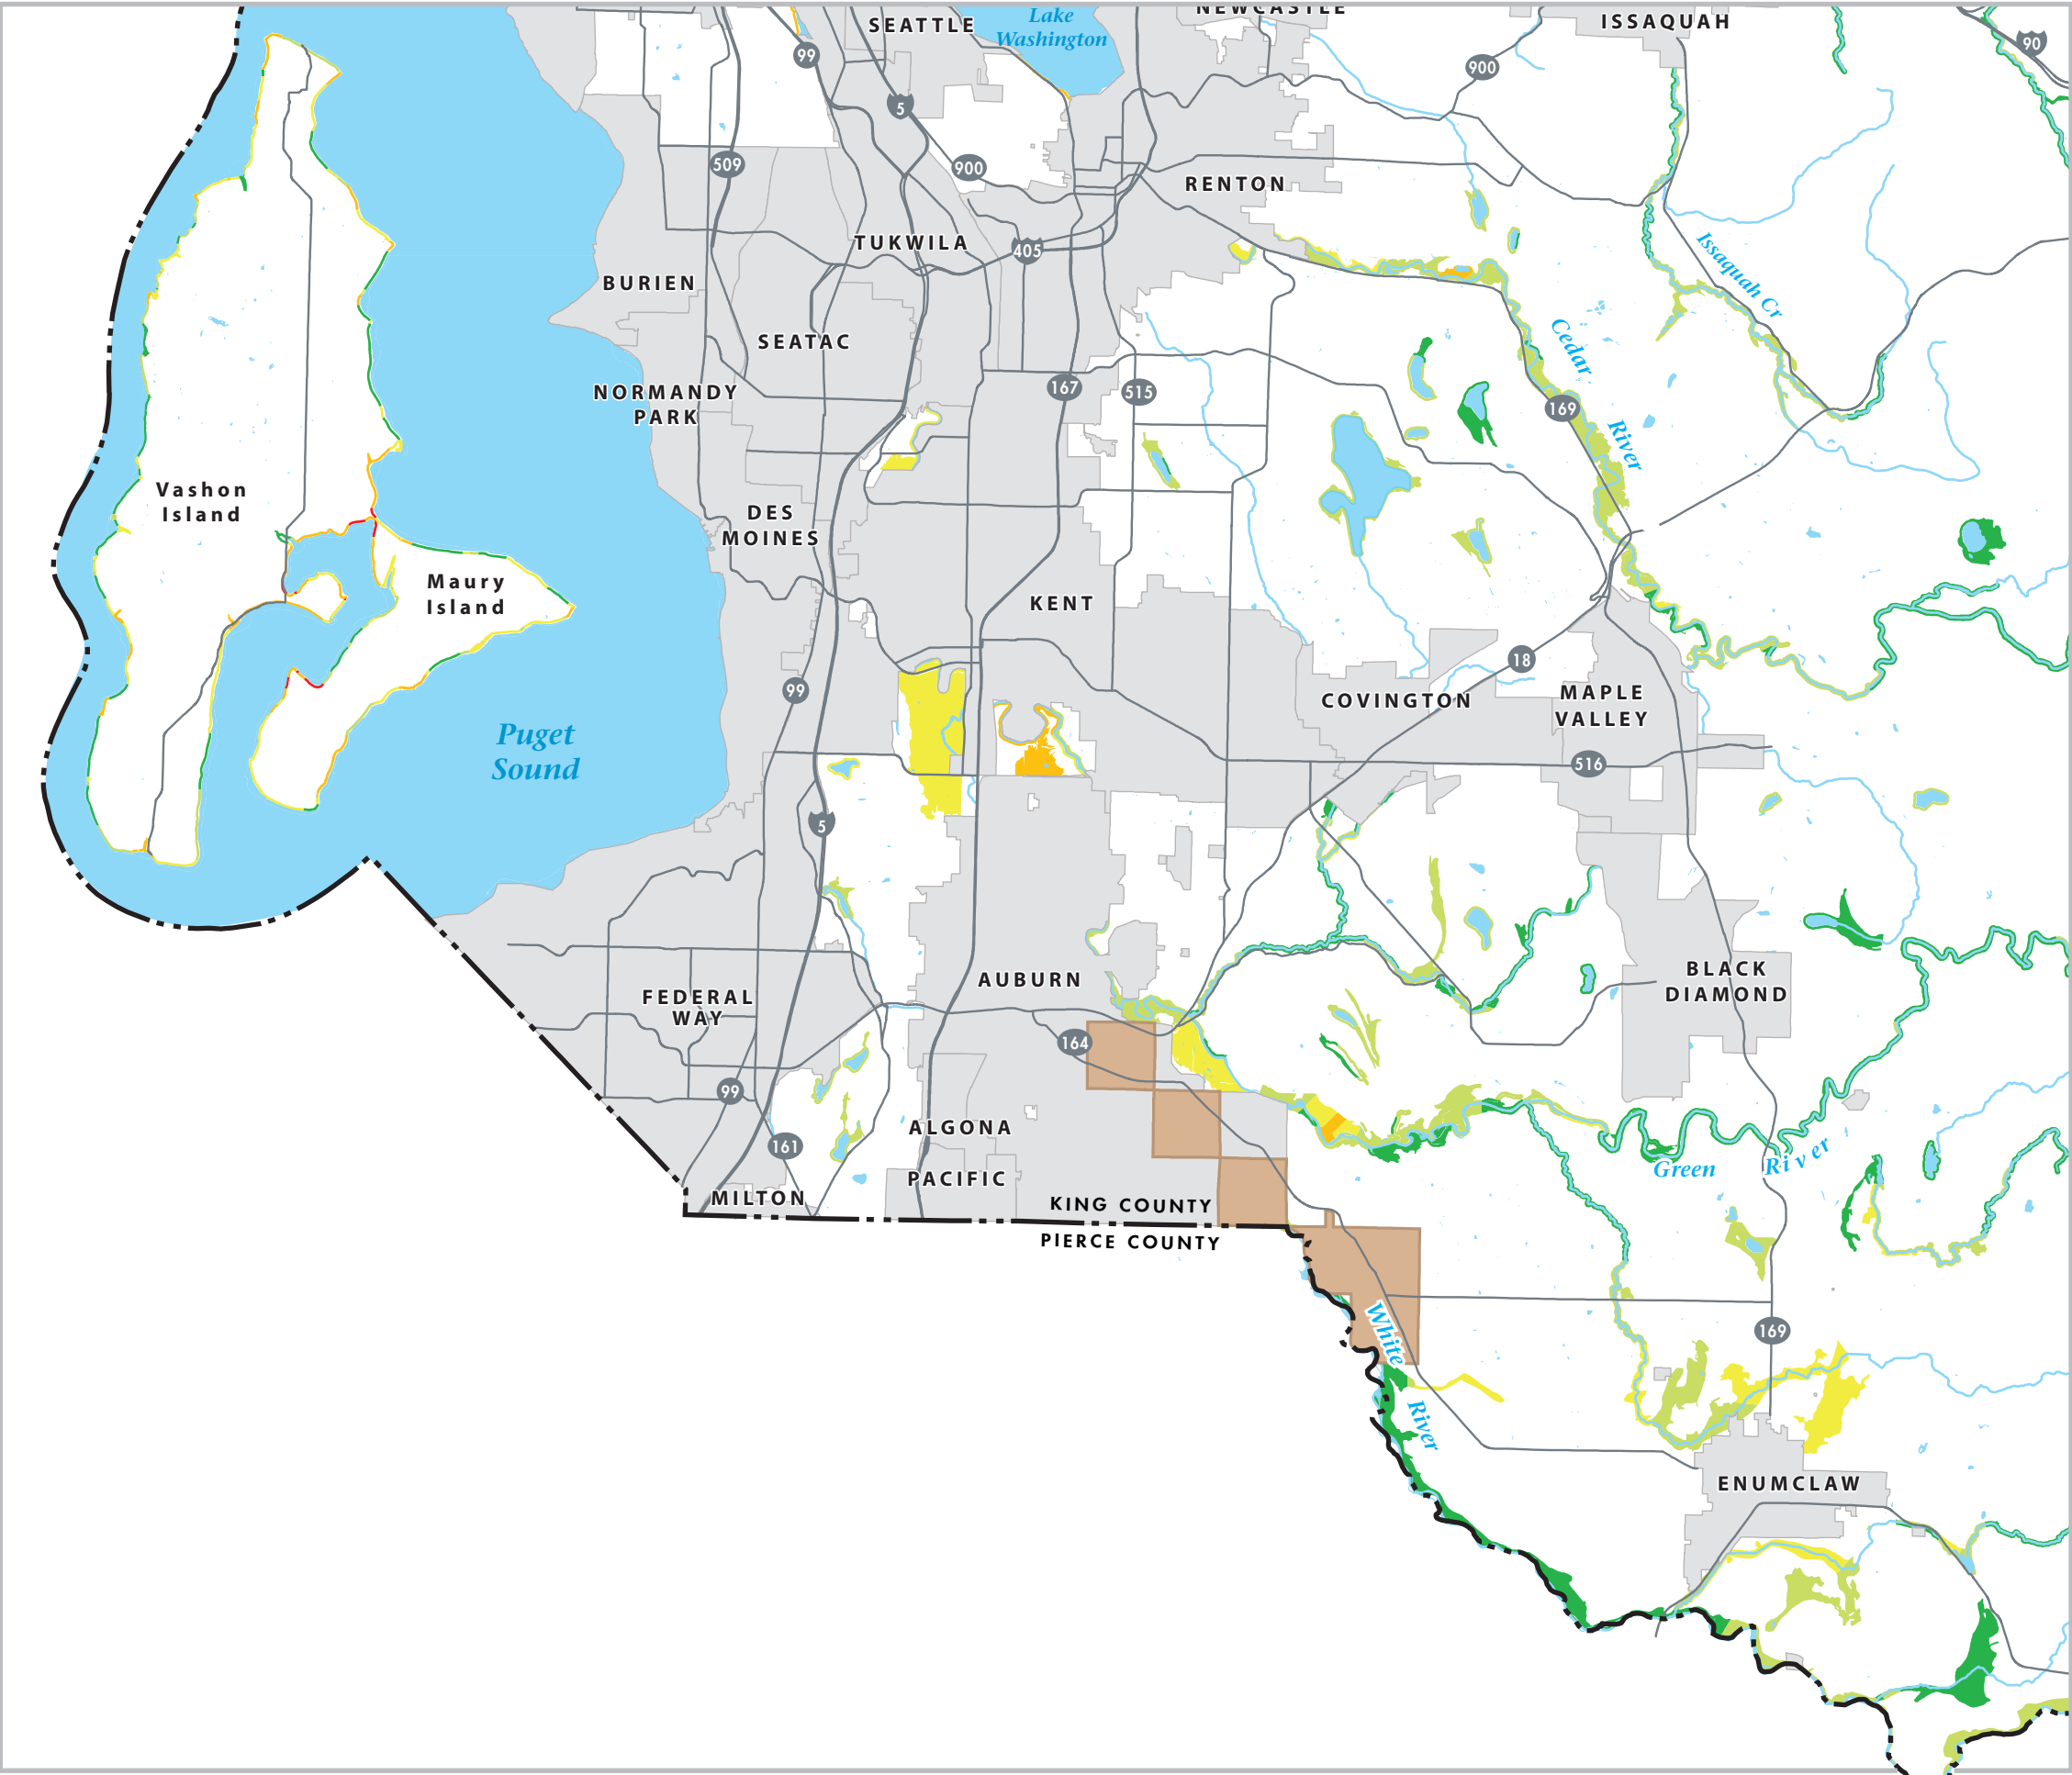 SEATTLE
Lake
Washington
NEWCASTLE
ISSAQUAH
90
99
900
5
509
900
RENTON
TUKWILA
405
Issaquah Cr
BURIEN
SEATAC
Cedar
River
NORMANDY
PARK
167
515
169
Vashon
Island
DES
MOINES
Maury
Island
KENT
18
99
COVINGTON
MAPLE
VALLEY
Puget
Sound
516
5
AUBURN
BLACK
DIAMOND
FEDERAL
WAY
164
99
ALGONA
161
Green
River
PACIFIC
MILTON
KING COUNTY
PIERCE COUNTY
White
River
169
ENUMCLAW